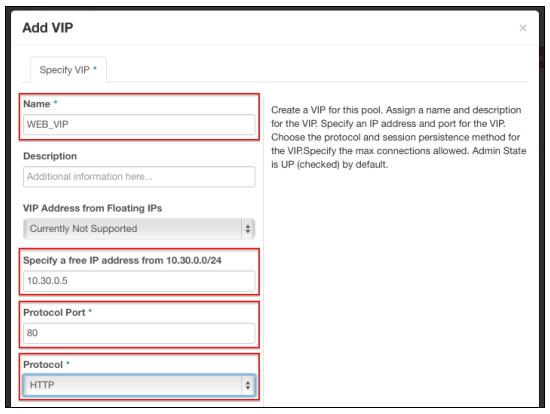 Add VIP
×
Specify VIP *
Name *
WEB_VIP
Description
Additional information here...
VIP Address from Floating IPs
Currently Not Supported
Specify a free IP address from 10.30.0.0/24
10.30.0.5
Protocol Port *
80
Protocol *
HTTP
Create a VIP for this pool. Assign a name and description
for the VIP. Specify an IP address and port for the VIP.
Choose the protocol and session persistence method for
the VIP.Specify the max connections allowed. Admin State
is UP (checked) by default.